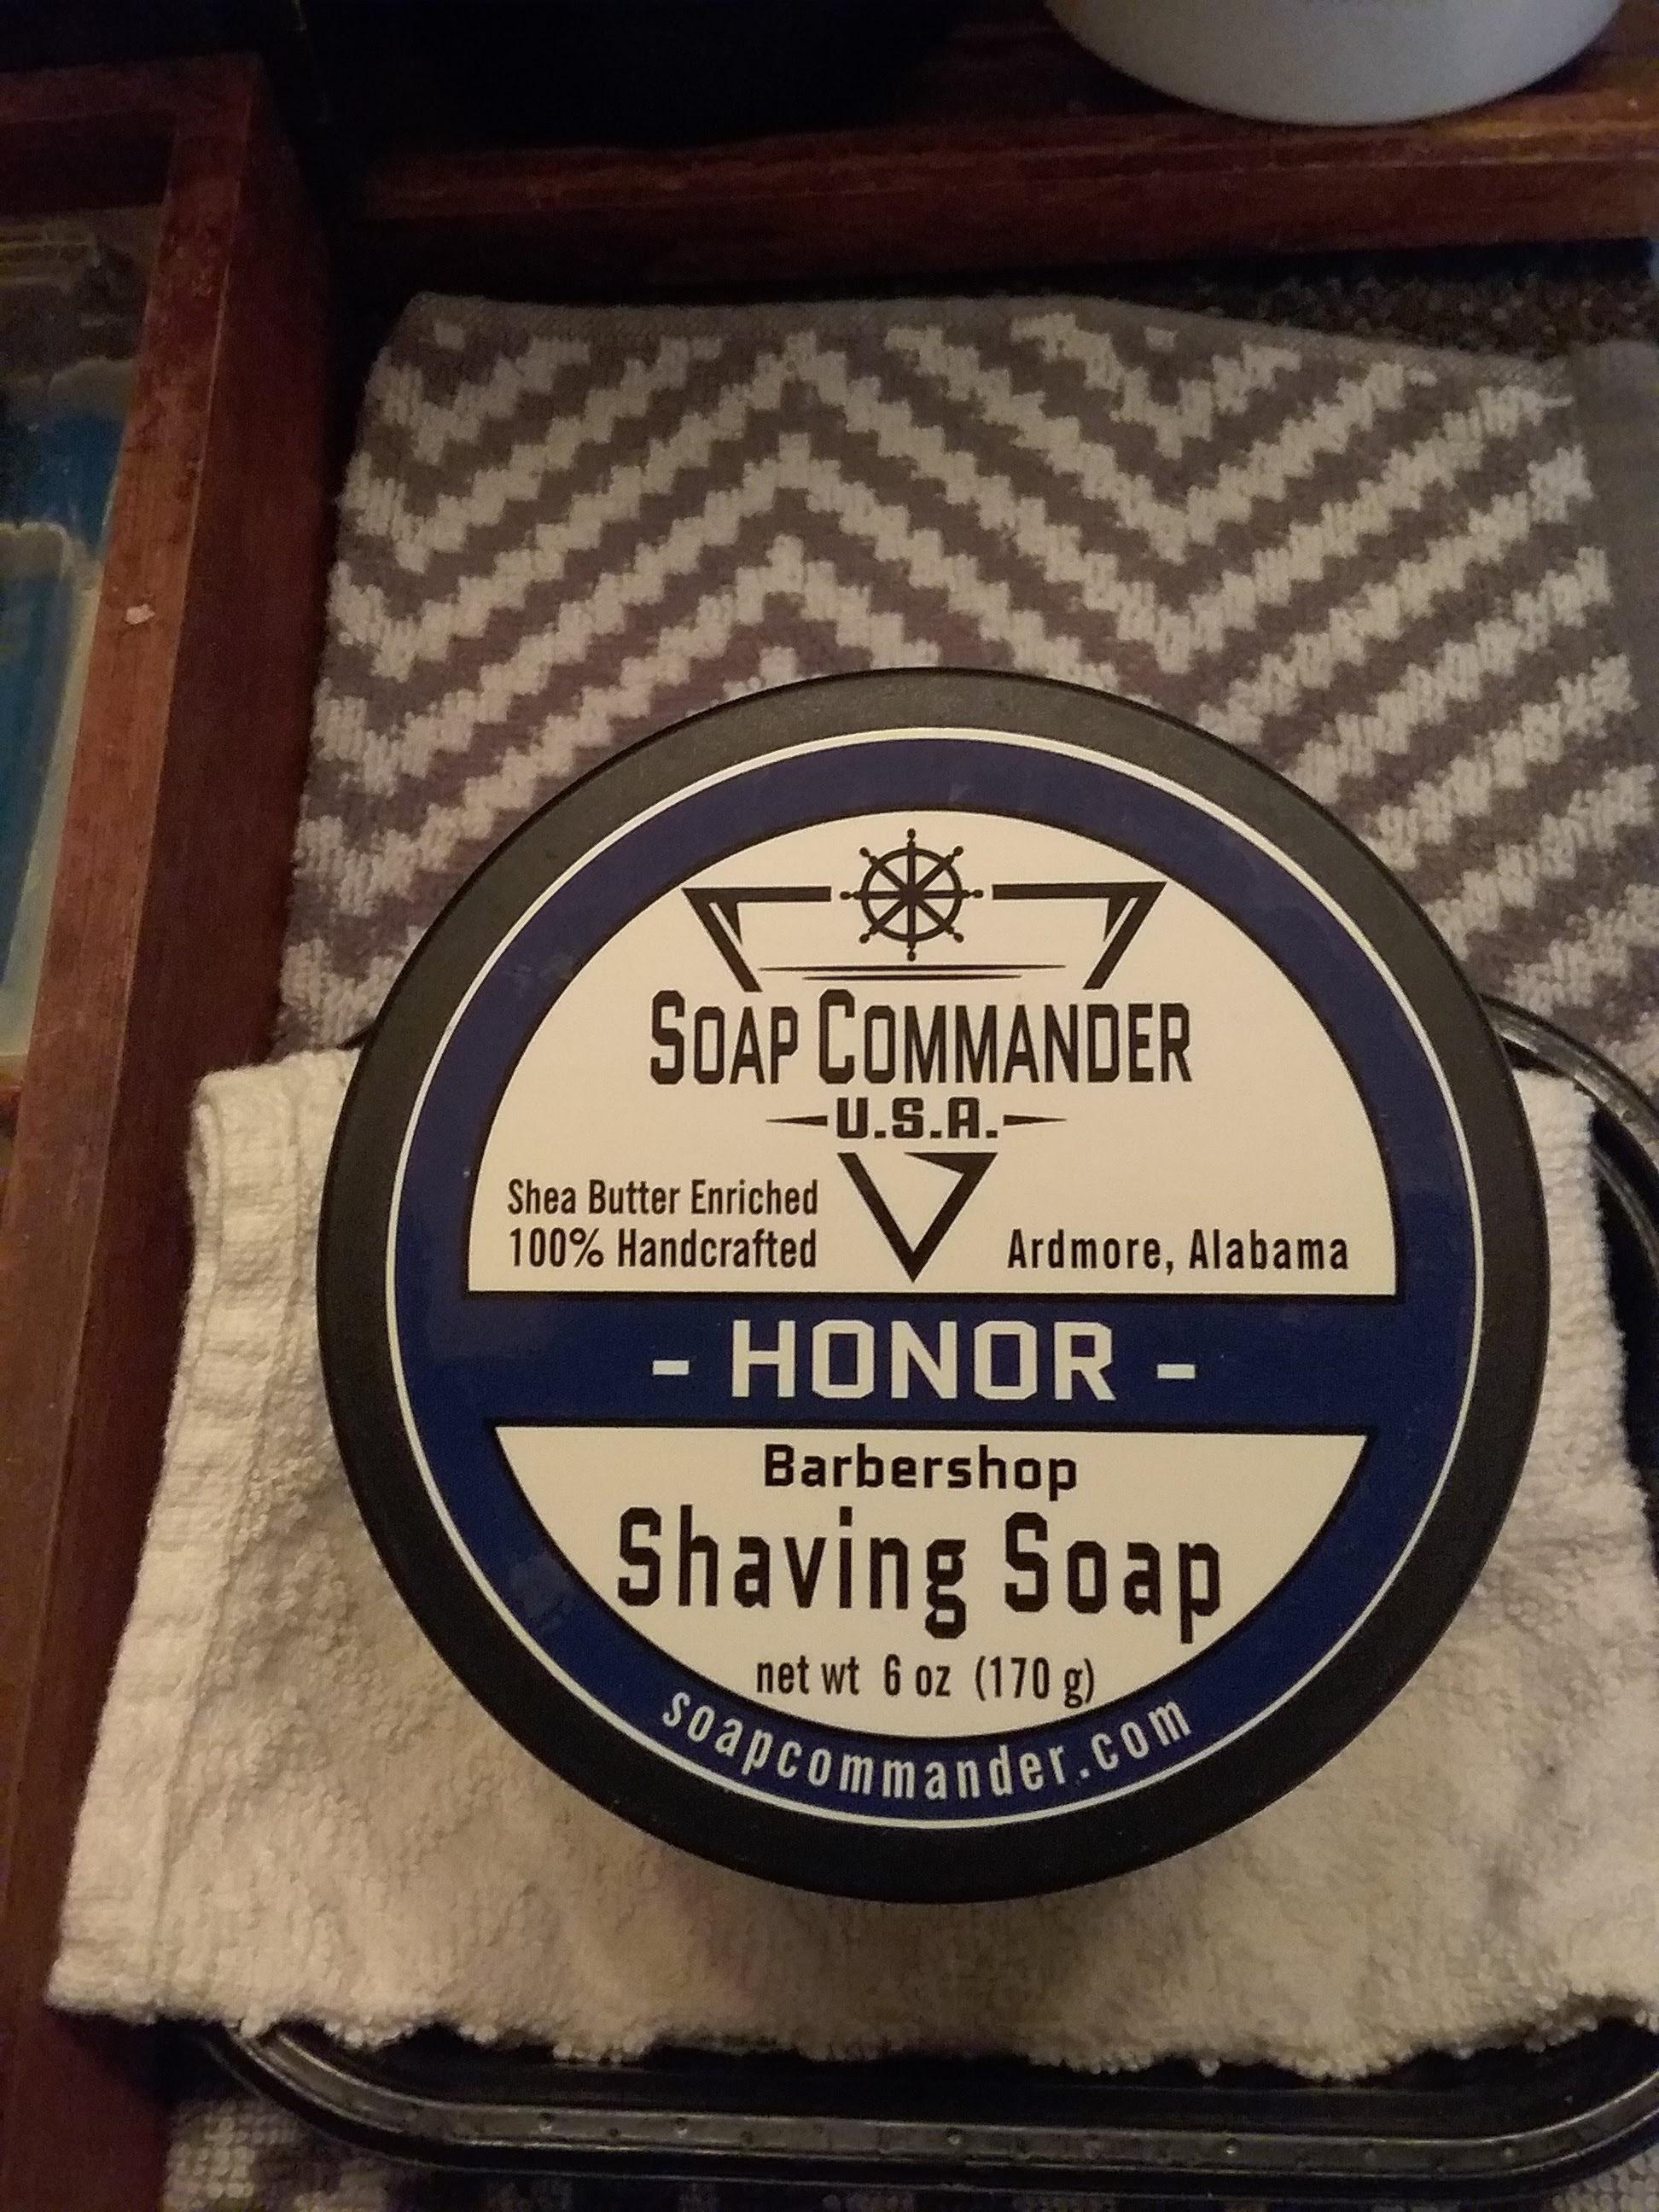 SOAP COMMANDER
U.S.A.
Shea Butter Enriched
100% Handcrafted
Ardmore, Alabama
- HONOR -
Barbershop
Shaving Soap
net wt 6 oz (170 g)
soapcommander.com